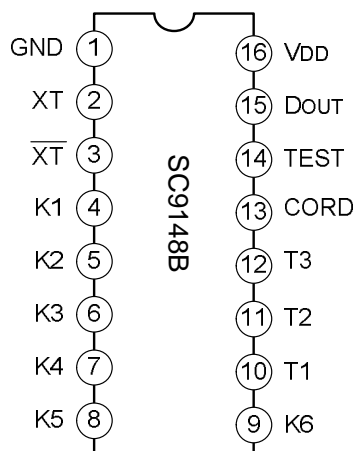 GND 1 16 VDD
XT 2 15 DOUT
X̅T̅ 3 14 TEST
K1 4 13 CORD
K2 5 12 T3
K3 6 11 T2
K4 7 10 T1
K5 8 9 K6
SC9148B